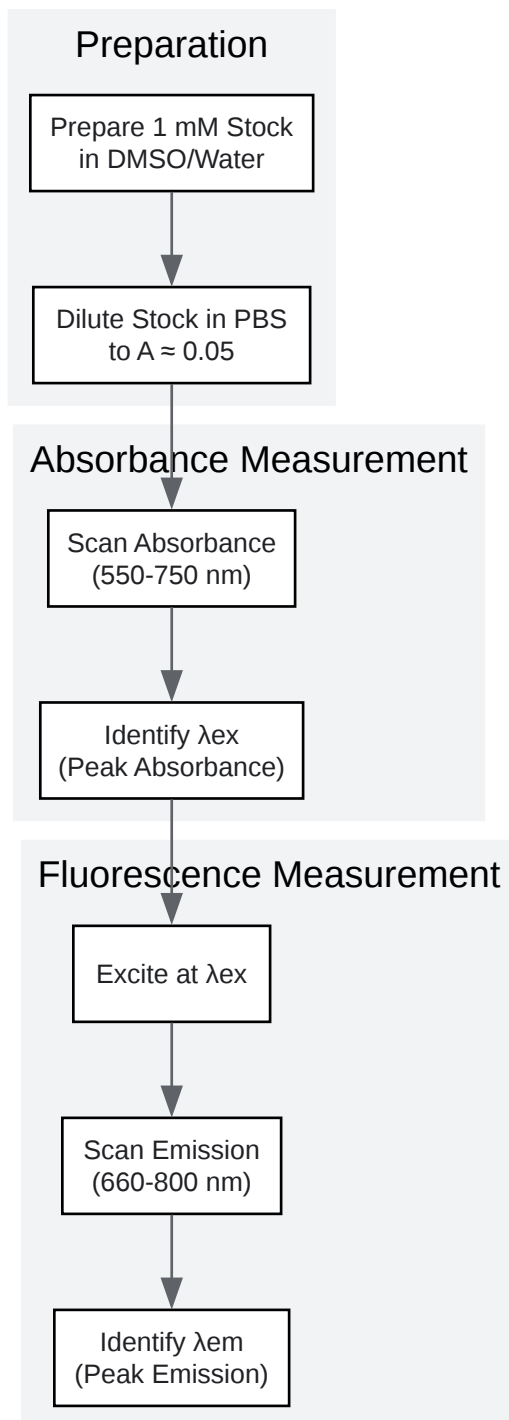 Preparation
Prepare 1 mM Stock
in DMSO/Water
Dilute Stock in PBS
to A ≈ 0.05
Absorbance Measurement
Scan Absorbance
(550-750 nm)
Identify λex
(Peak Absorbance)
Fluorescence Measurement
Excite at λex
Scan Emission
(660-800 nm)
Identify λem
(Peak Emission)